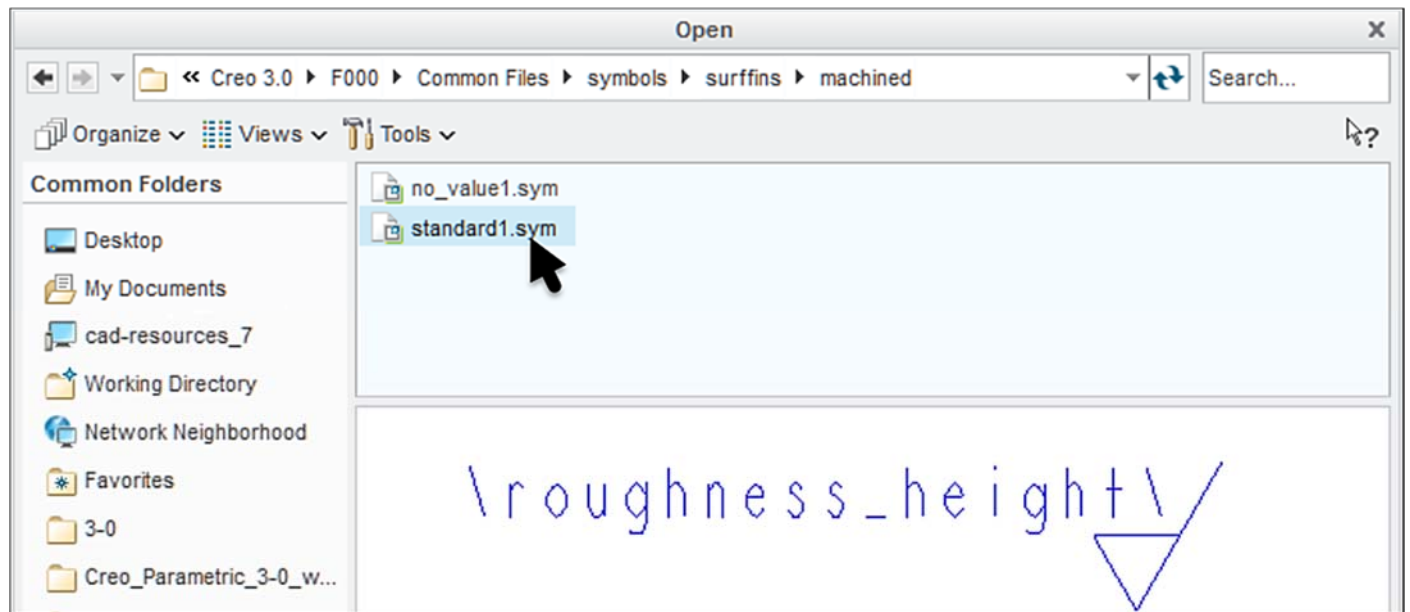 Open
« Creo 3.0 ▸ F000 ▸ Common Files ▸ symbols ▸ surffins ▸ machined
Search...
Organize Views Tools
Common Folders
Desktop
My Documents
cad-resources_7
Working Directory
Network Neighborhood
Favorites
3-0
Creo_Parametric_3-0_w...
no_value1.sym
standard1.sym
\roughness_height\